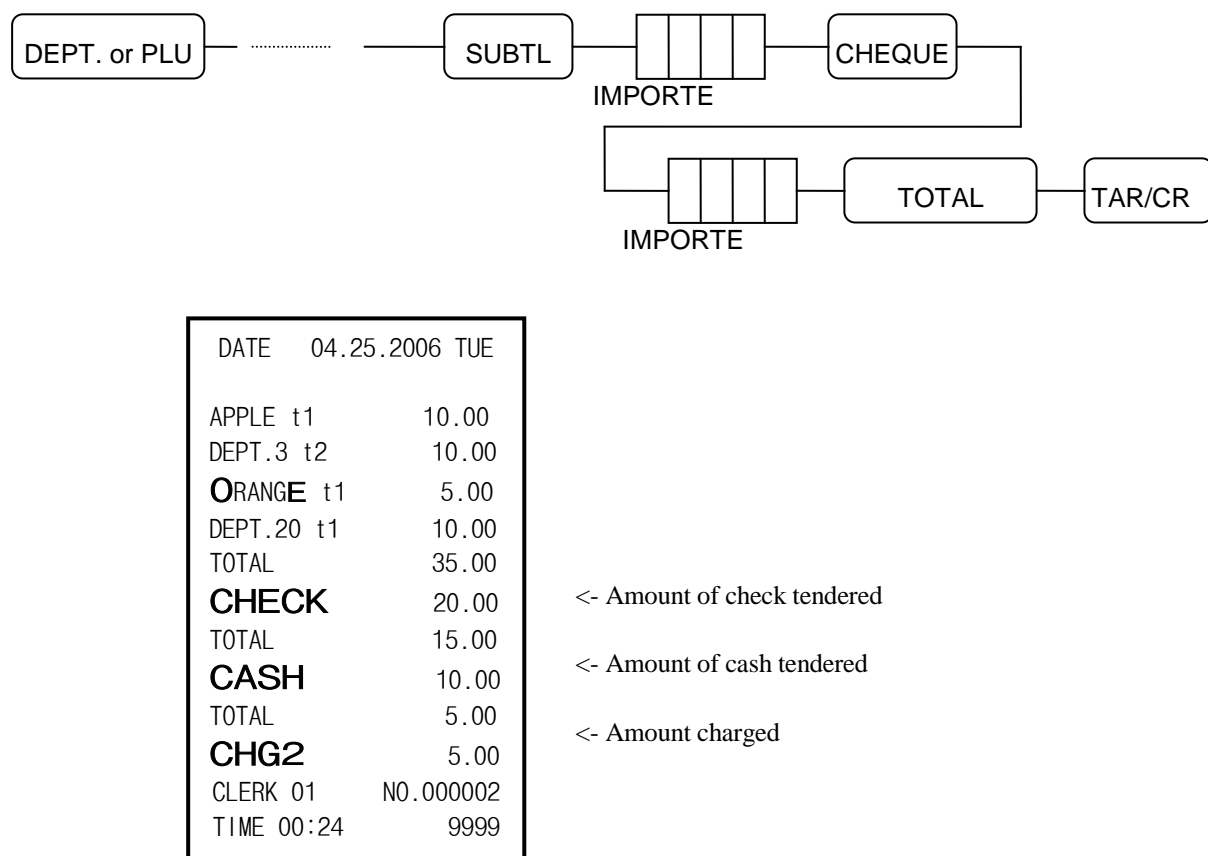 DEPT. or PLU SUBTL CHEQUE
IMPORTE
TOTAL TAR/CR
IMPORTE
DATE 04.25.2006 TUE
APPLE t1 10.00
DEPT.3 t2 10.00
ORANGE t1 5.00
DEPT.20 t1 10.00
TOTAL 35.00
CHECK 20.00 <- Amount of check tendered
TOTAL 15.00
CASH 10.00 <- Amount of cash tendered
TOTAL 5.00
CHG2 5.00 <- Amount charged
CLERK 01 NO.000002
TIME 00:24 9999